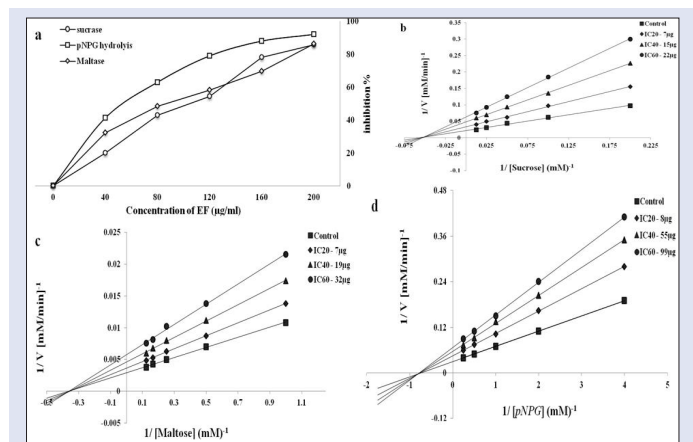 a
sucrase
pNPG hydrolyis
Maltase
100
80
60
40
20
0
inhibition %
0 40 80 120 160 200
Concentration of EF (µg/ml)
b
Control
IC20 - 7µg
IC40 - 15µg
IC60 - 22µg
1/ V [mM/min]-1
0.35
0.3
0.25
0.2
0.15
0.1
0.05
0
-0.05
-0.1
-0.075 -0.025 0.025 0.075 0.125 0.175 0.225
1/ [Sucrose] (mM)-1
c
Control
IC20 - 7µg
IC40 - 19µg
IC60 - 32µg
1/ V [mM/min]-1
0.025
0.02
0.015
0.01
0.005
0
-0.005
-0.5 -0.3 -0.1 0.1 0.3 0.5 0.7 0.9 1.1
1/ [Maltose] (mM)-1
d
Control
IC20 - 8µg
IC40 - 55µg
IC60 - 99µg
1/ V [mM/min]-1
0.48
0.36
0.24
0.12
0
-0.12
-2 -1 0 1 2 3 4 5
1/ [pNPG] (mM)-1